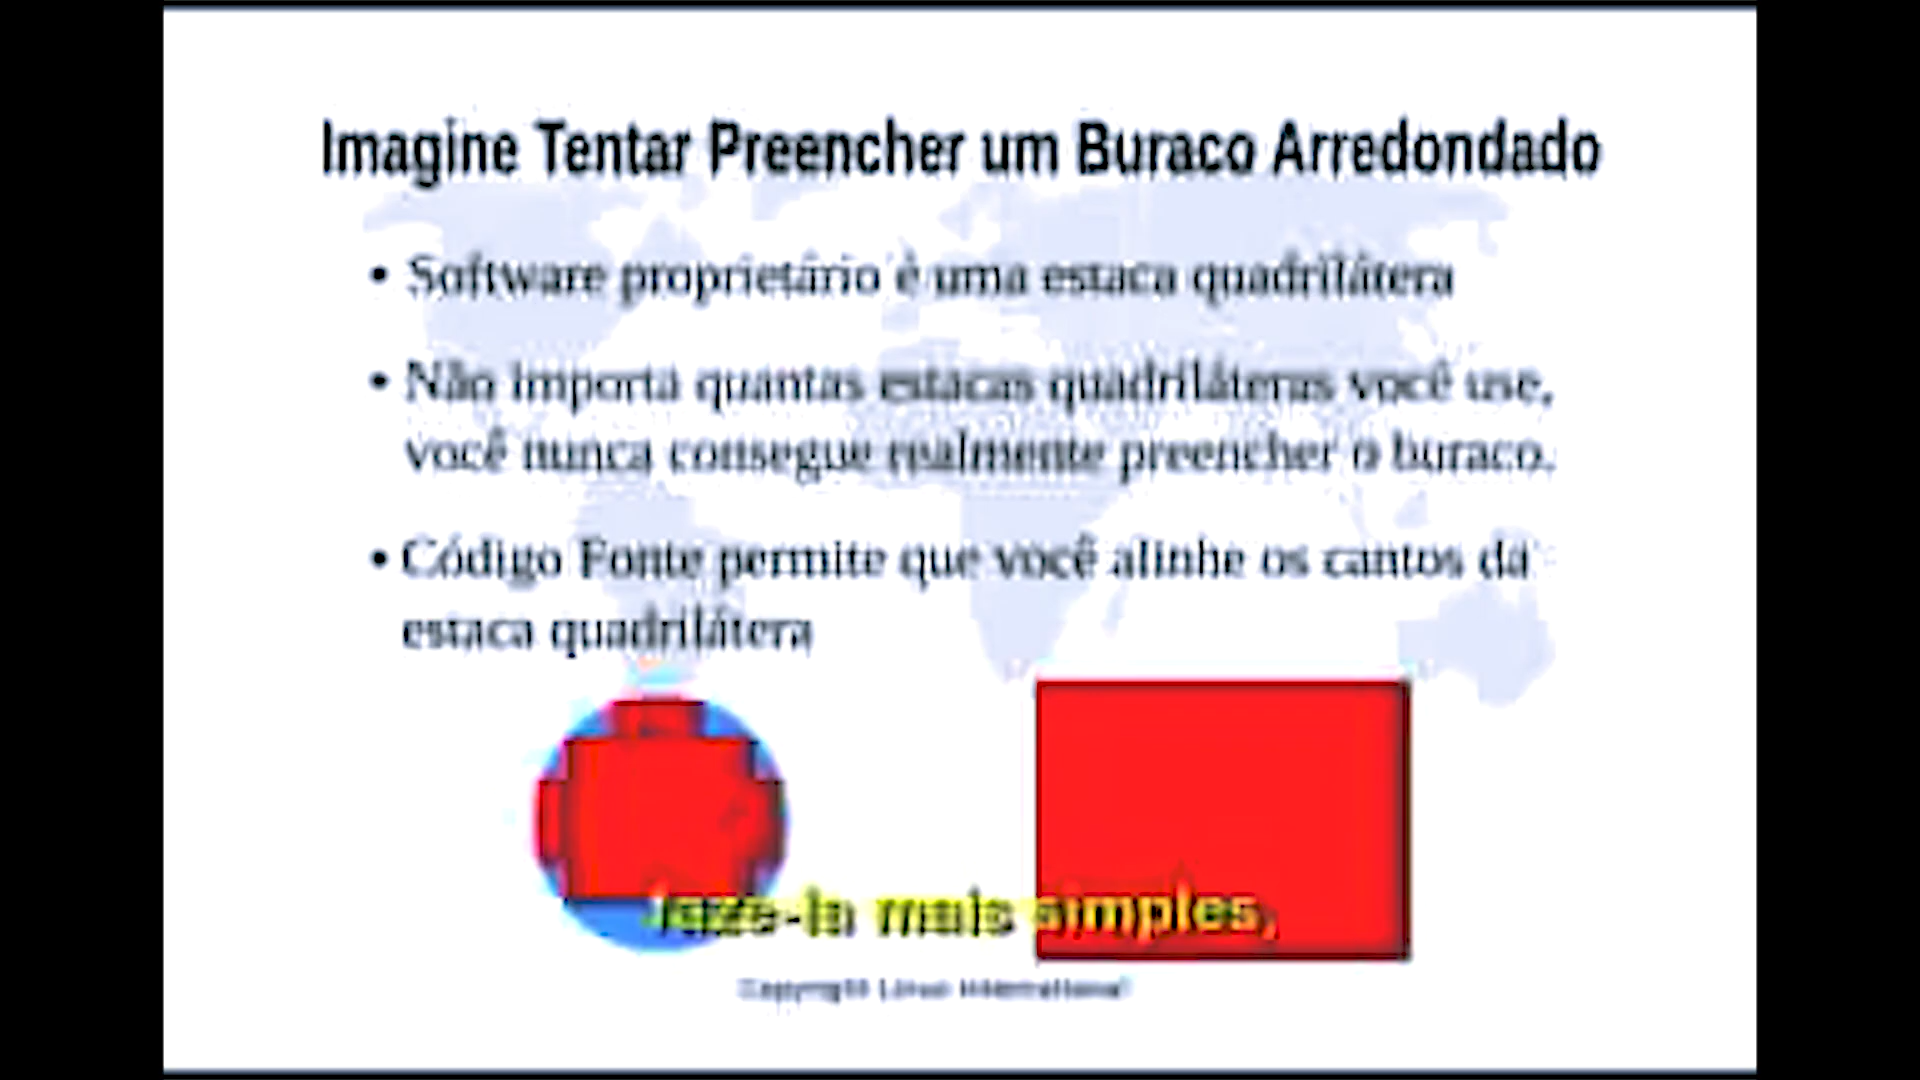 Imagine Tentar Preencher um Buraco Arredondado
• Software proprietário é uma estaca quadrilátera
• Não importa quantas estacas quadriláteras você use,
você nunca consegue realmente preencher o buraco.
• Código Fonte permite que você alinhe os cantos da
estaca quadrilátera
mais simples,
Copyright Linux International